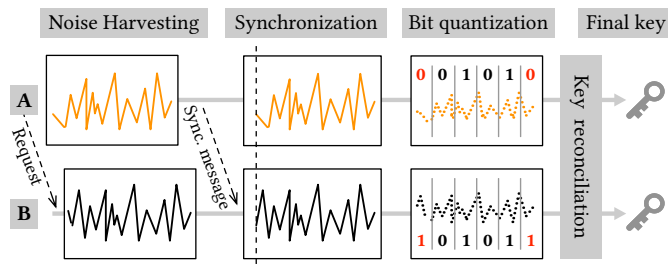 Noise Harvesting Synchronization Bit quantization Final key
0 0 1 0 1 0
A
Request
Sync. message
Key reconciliation
B
1 0 1 0 1 1